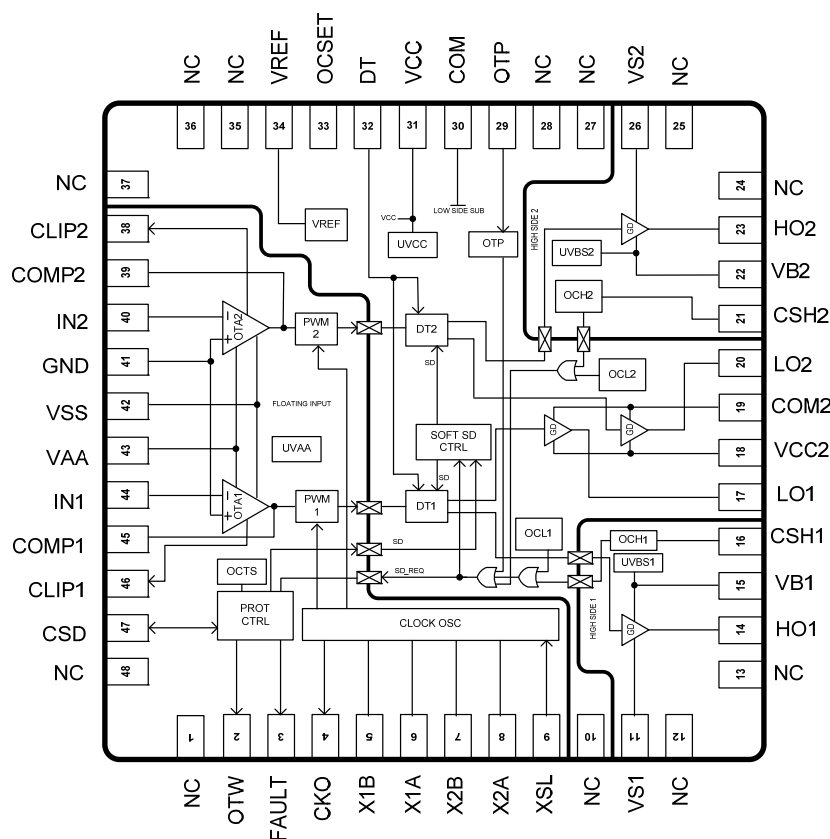 NC
NC
VREF
OCSET
DT
VCC
COM
OTP
NC
NC
VS2
NC
36
35
34
33
32
31
30
29
28
27
26
25
NC
37
CLIP2
38
COMP2
39
IN2
40
GND
41
VSS
42
VAA
43
IN1
44
COMP1
45
CLIP1
46
CSD
47
NC
48
24
NC
23
HO2
22
VB2
21
CSH2
20
LO2
19
COM2
18
VCC2
17
LO1
16
CSH1
15
VB1
14
HO1
13
NC
VREF
VCC
UVCC
LOW SIDE SUB
OTP
HIGH SIDE 2
GD
UVBS2
OCH2
OTA2
−
+
PWM
2
DT2
SD
OCL2
FLOATING INPUT
UVAA
SOFT SD
CTRL
GD
GD
SD
OTA1
−
+
PWM
1
DT1
SD
OCL1
OCH1
UVBS1
SD_REQ
OCTS
PROT
CTRL
CLOCK OSC
HIGH SIDE 1
GD
1
2
3
4
5
6
7
8
9
10
11
12
NC
OTW
FAULT
CKO
X1B
X1A
X2B
X2A
XSL
NC
VS1
NC